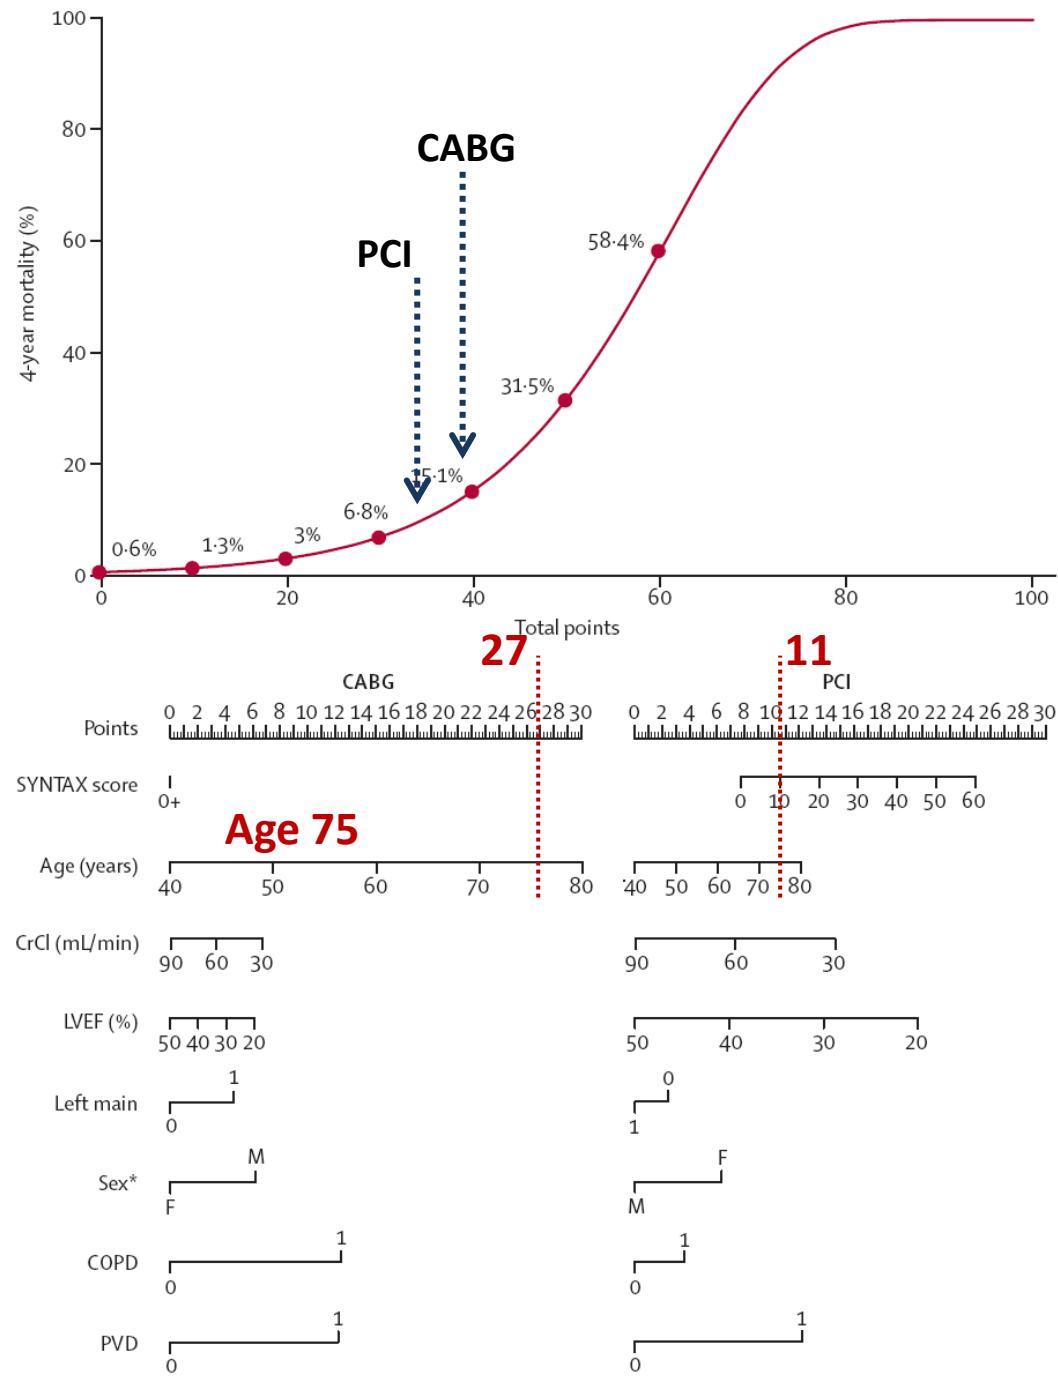 100
80
60
40
20
0
4-year mortality (%)
CABG
PCI
0·6%
1·3%
3%
6·8%
15·1%
31·5%
58·4%
0 20 40 60 80 100
Total points
27 11
CABG PCI
Points 0 2 4 6 8 10 12 14 16 18 20 22 24 26 28 30 0 2 4 6 8 10 12 14 16 18 20 22 24 26 28 30
SYNTAX score 0+ 0 10 20 30 40 50 60
Age 75
Age (years) 40 50 60 70 80 40 50 60 70 80
CrCl (mL/min) 90 60 30 90 60 30
LVEF (%) 50 40 30 20 50 40 30 20
Left main 0 1 1 0
Sex* F M M F
COPD 0 1 0 1
PVD 0 1 0 1